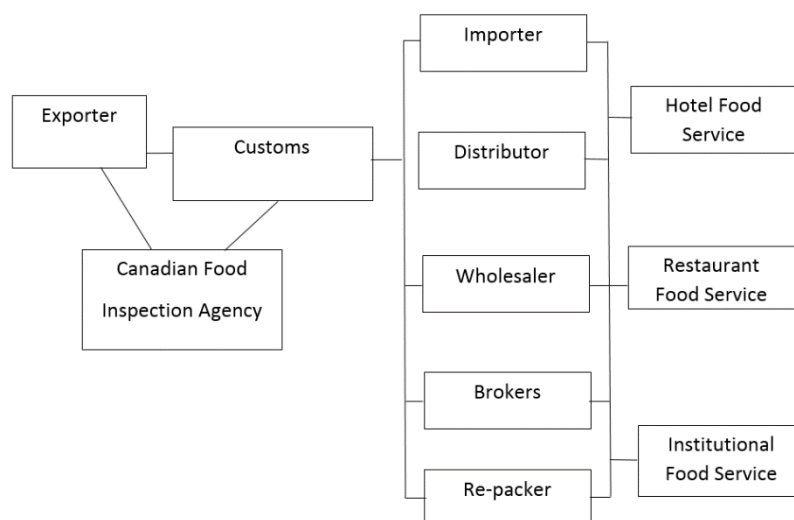 Exporter
Customs
Canadian Food
Inspection Agency
Importer
Distributor
Wholesaler
Brokers
Re-packer
Hotel Food
Service
Restaurant
Food Service
Institutional
Food Service